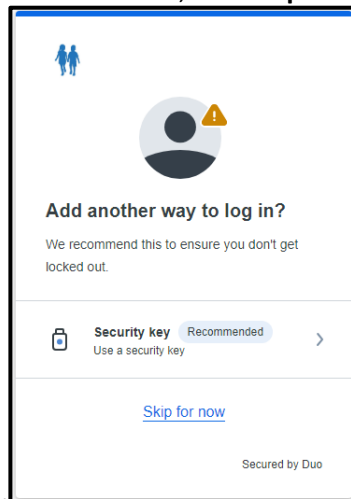 Add another way to log in?
We recommend this to ensure you don't get
locked out.
Security key Recommended
Use a security key
Skip for now
Secured by Duo